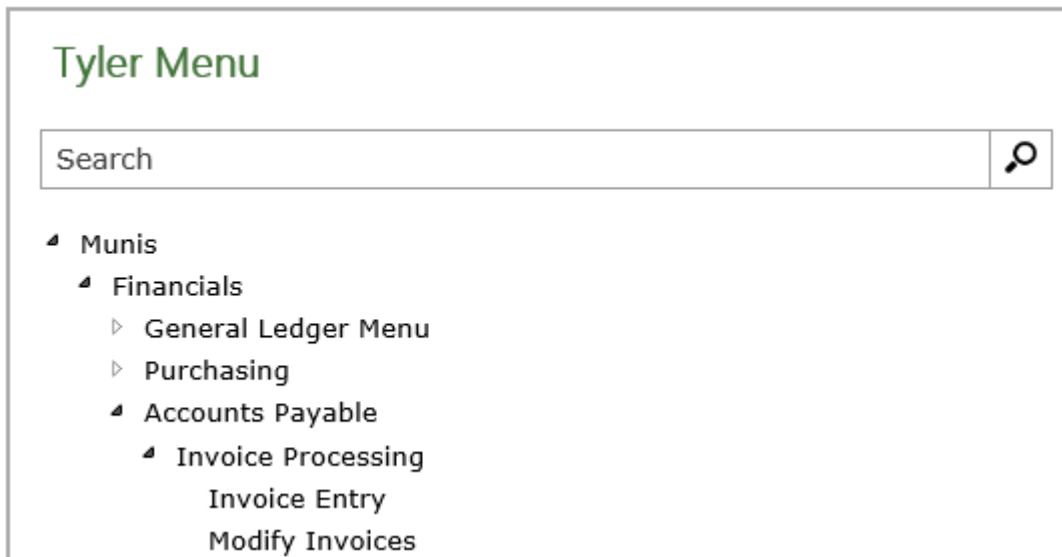 Tyler Menu
Search
Munis
Financials
General Ledger Menu
Purchasing
Accounts Payable
Invoice Processing
Invoice Entry
Modify Invoices